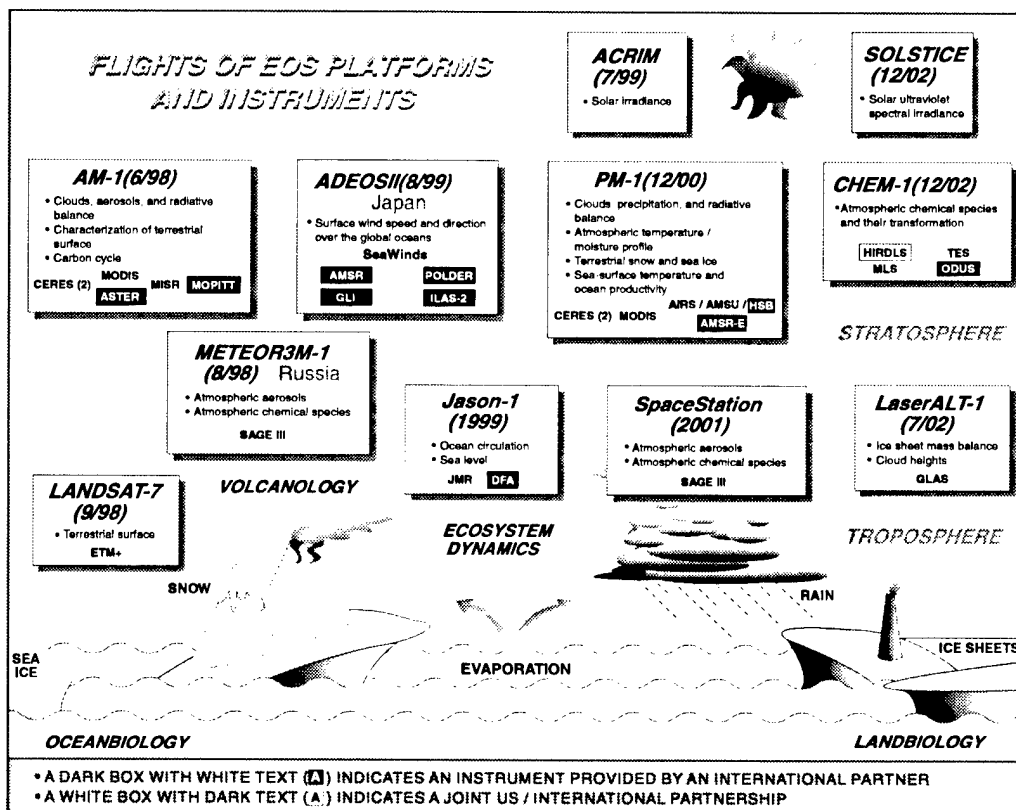 FLIGHTS OF EOS PLATFORMS
AND INSTRUMENTS
ACRIM
(7/99)
• Solar irradiance
SOLSTICE
(12/02)
• Solar ultraviolet
spectral irradiance
AM-1(6/98)
• Clouds, aerosols, and radiative
balance
• Characterization of terrestrial
surface
• Carbon cycle
MODIS
CERES (2) MISR MOPITT
ASTER
ADEOSII(8/99)
Japan
• Surface wind speed and direction
over the global oceans
SeaWinds
AMSR POLDER
GLI ILAS-2
PM-1(12/00)
• Clouds, precipitation, and radiative
balance
• Atmospheric temperature /
moisture profile
• Terrestrial snow and sea ice
• Sea-surface temperature and
ocean productivity
AIRS / AMSU / HSB
CERES (2) MODIS
AMSR-E
CHEM-1(12/02)
• Atmospheric chemical species
and their transformation
HIRDLS TES
MLS ODUS
STRATOSPHERE
METEOR3M-1
(8/98) Russia
• Atmospheric aerosols
• Atmospheric chemical species
SAGE III
Jason-1
(1999)
• Ocean circulation
• Sea level
JMR DFA
SpaceStation
(2001)
• Atmospheric aerosols
• Atmospheric chemical species
SAGE III
LaserALT-1
(7/02)
• Ice sheet mass balance
• Cloud heights
GLAS
LANDSAT-7
(9/98)
• Terrestrial surface
ETM+
VOLCANOLOGY
ECOSYSTEM
DYNAMICS
TROPOSPHERE
SNOW
RAIN
SEA
ICE
EVAPORATION
ICE SHEETS
OCEANBIOLOGY
LANDBIOLOGY
• A DARK BOX WITH WHITE TEXT (A) INDICATES AN INSTRUMENT PROVIDED BY AN INTERNATIONAL PARTNER
• A WHITE BOX WITH DARK TEXT (A) INDICATES A JOINT US / INTERNATIONAL PARTNERSHIP